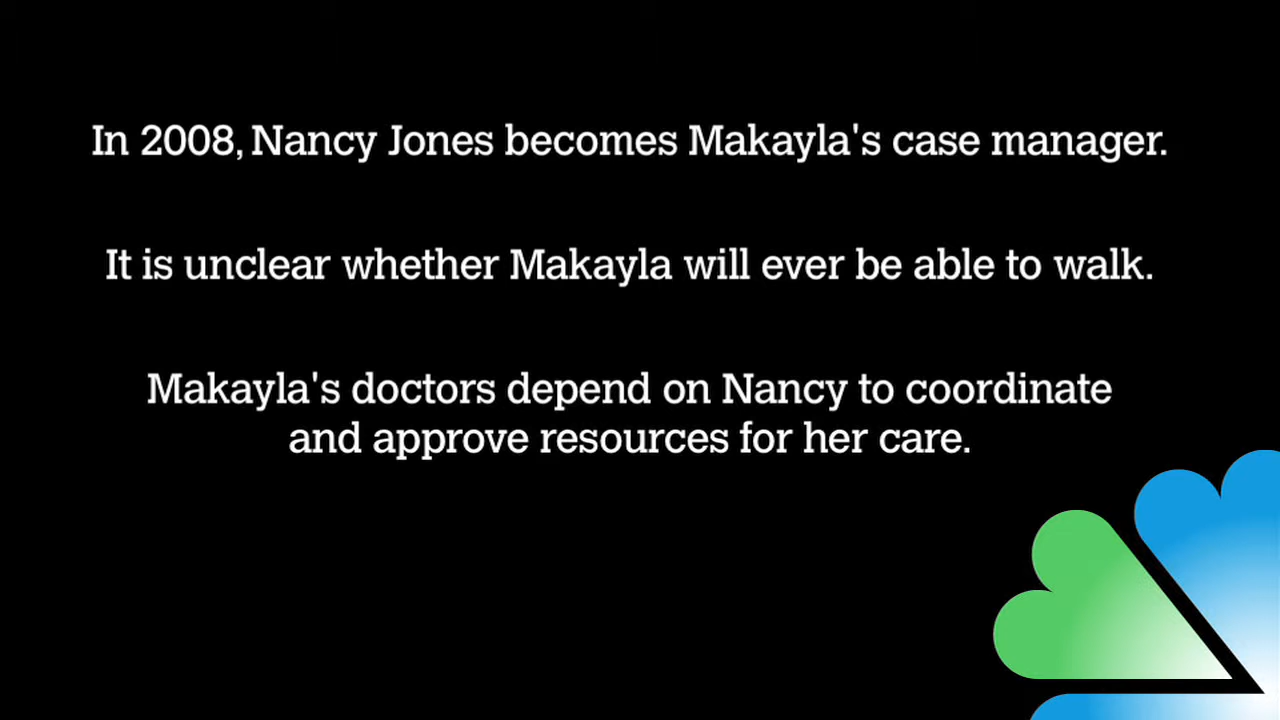 In 2008, Nancy Jones becomes Makayla's case manager.
It is unclear whether Makayla will ever be able to walk.
Makayla's doctors depend on Nancy to coordinate
and approve resources for her care.